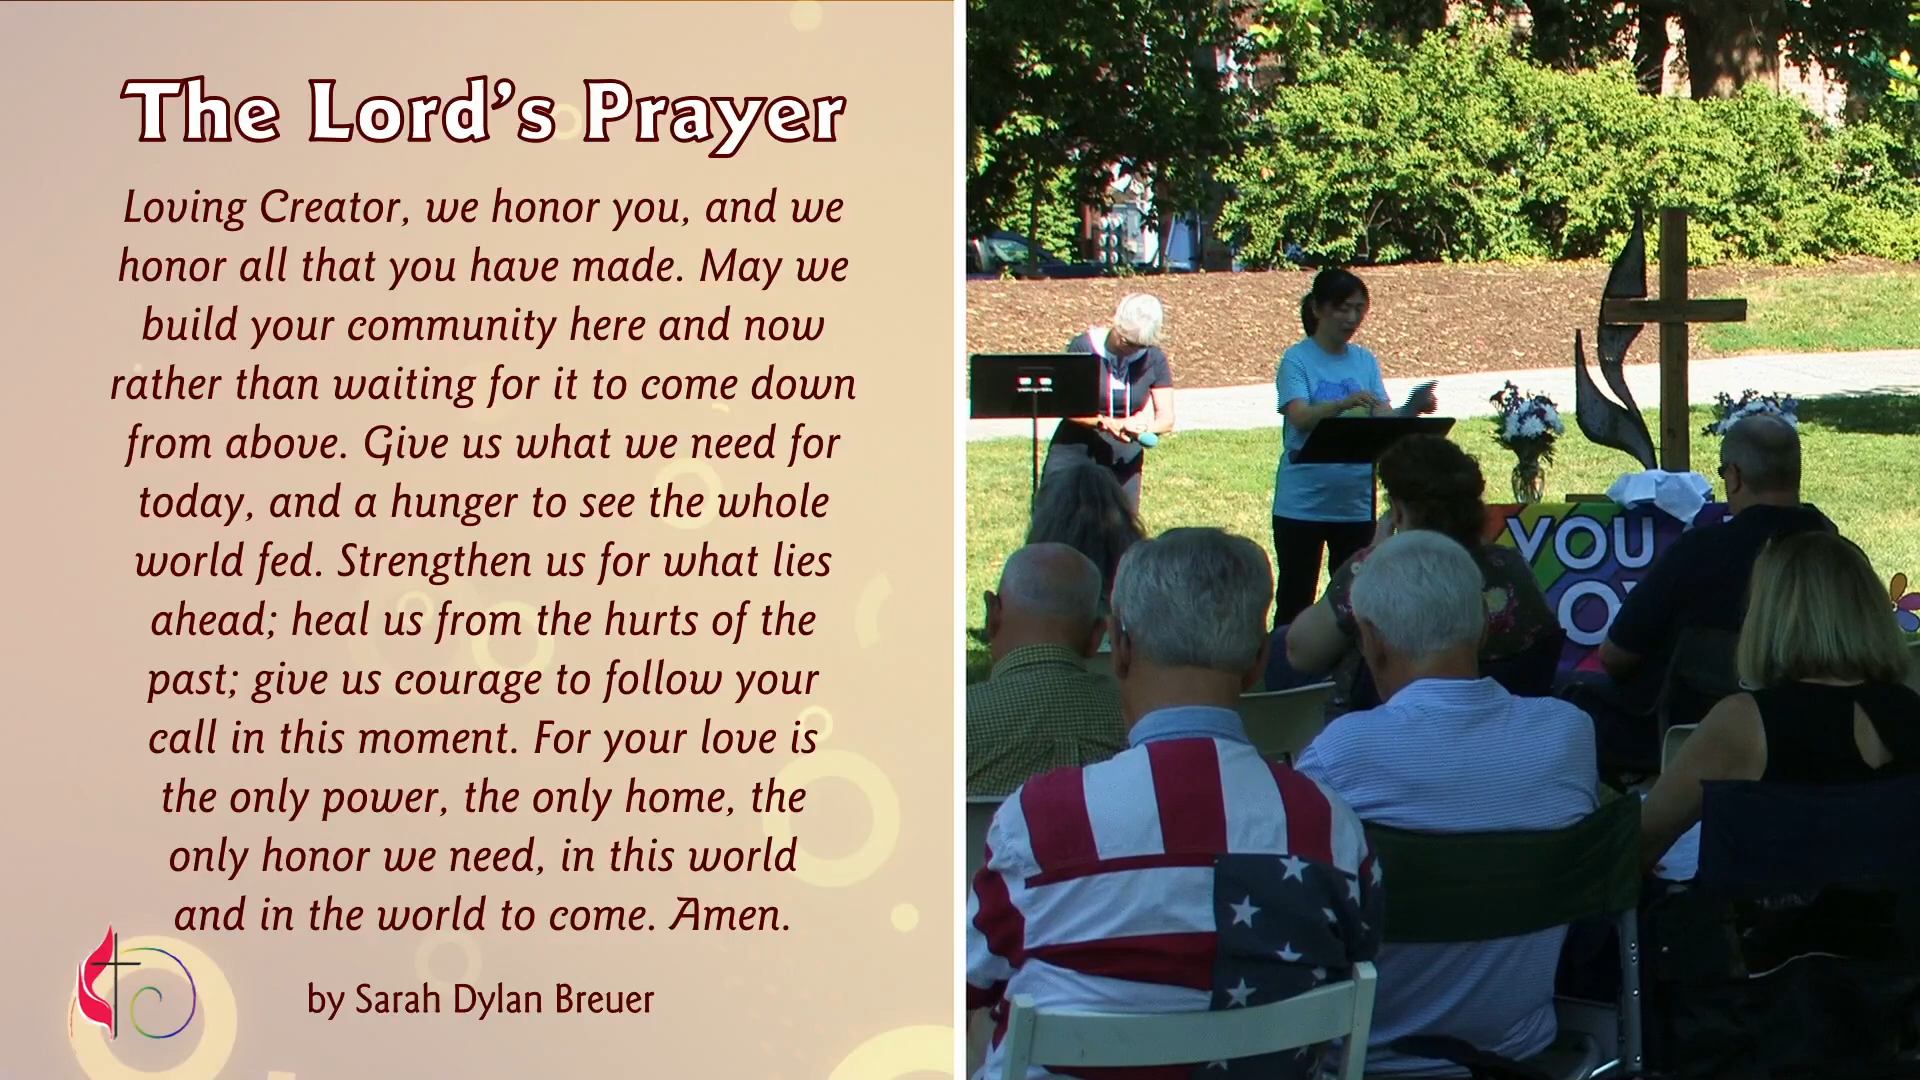 The Lord's Prayer
Loving Creator, we honor you, and we
honor all that you have made. May we
build your community here and now
rather than waiting for it to come down
from above. Give us what we need for
today, and a hunger to see the whole
world fed. Strengthen us for what lies
ahead; heal us from the hurts of the
past; give us courage to follow your
call in this moment. For your love is
the only power, the only home, the
only honor we need, in this world
and in the world to come. Amen.
by Sarah Dylan Breuer
YOU